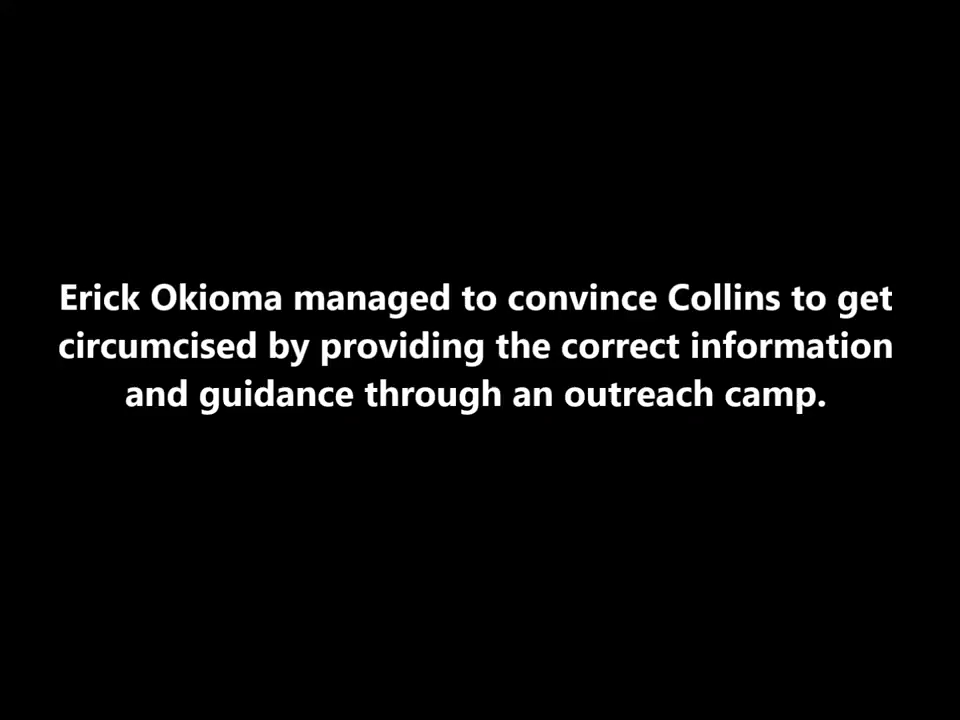 Erick Okioma managed to convince Collins to get
circumcised by providing the correct information
and guidance through an outreach camp.